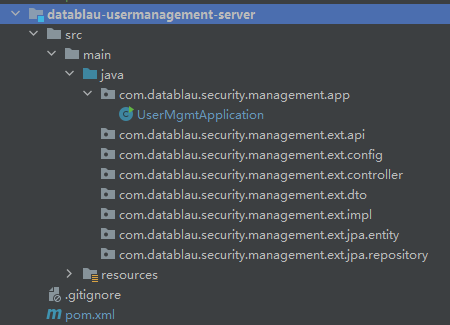 datablau-usermanagement-server
src
main
java
com.datablau.security.management.app
UserMgmtApplication
com.datablau.security.management.ext.api
com.datablau.security.management.ext.config
com.datablau.security.management.ext.controller
com.datablau.security.management.ext.dto
com.datablau.security.management.ext.impl
com.datablau.security.management.ext.jpa.entity
com.datablau.security.management.ext.jpa.repository
resources
.gitignore
pom.xml